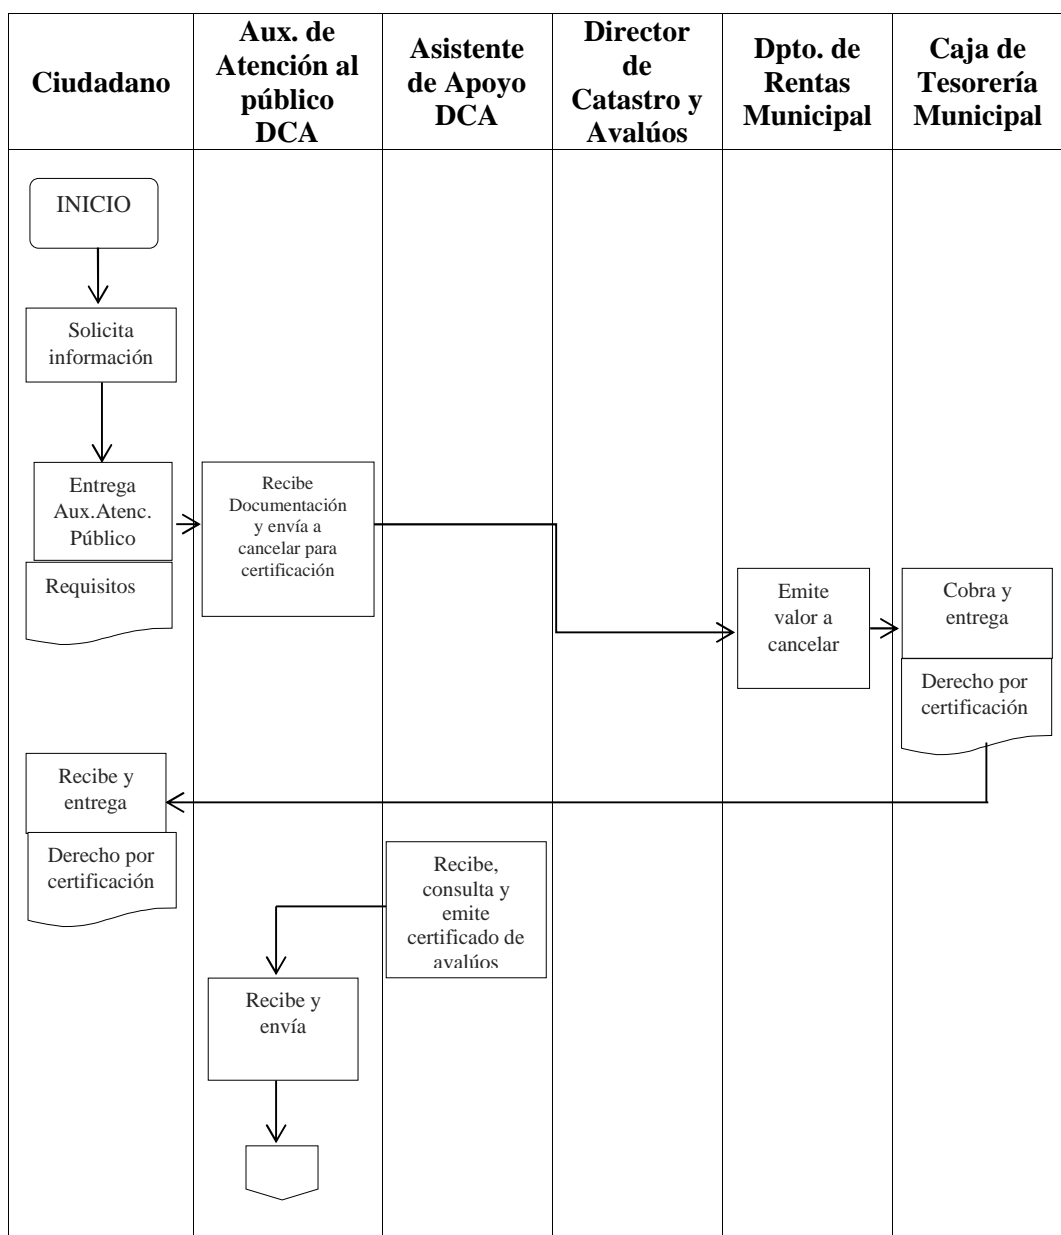 Ciudadano
Aux. de
Atención al
público
DCA
Asistente
de Apoyo
DCA
Director
de
Catastro y
Avalúos
Dpto. de
Rentas
Municipal
Caja de
Tesorería
Municipal
INICIO
Solicita
información
Entrega
Aux.Atenc.
Público
Requisitos
Recibe
Documentación
y envía a
cancelar para
certificación
Emite
valor a
cancelar
Cobra y
entrega
Derecho por
certificación
Recibe y
entrega
Derecho por
certificación
Recibe,
consulta y
emite
certificado de
avalúos
Recibe y
envía